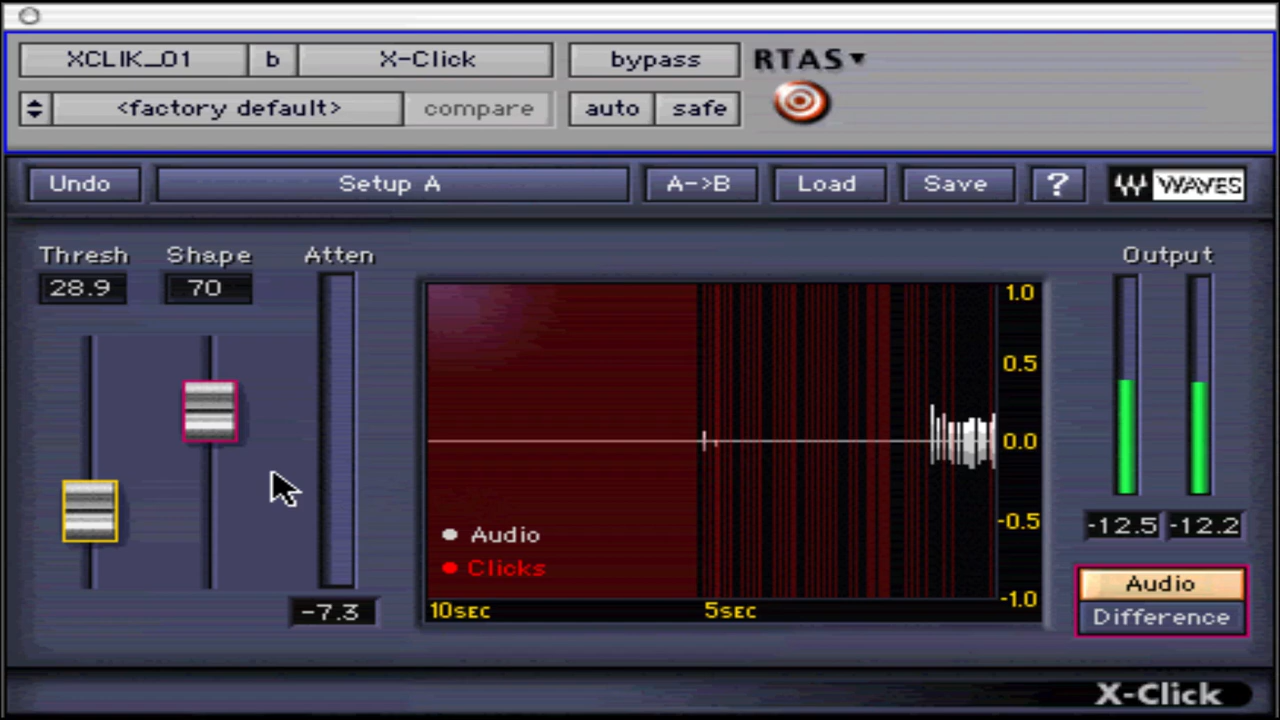 XCLIK_01 b X-Click bypass RTAS
<factory default> compare auto safe
Undo Setup A A->B Load Save ? WAVES
Thresh Shape Atten Output
28.9 70
1.0
0.5
0.0
-0.5
-1.0
Audio
Clicks
10SEC 5SEC
-7.3
-12.5 -12.2
Audio
Difference
X-Click